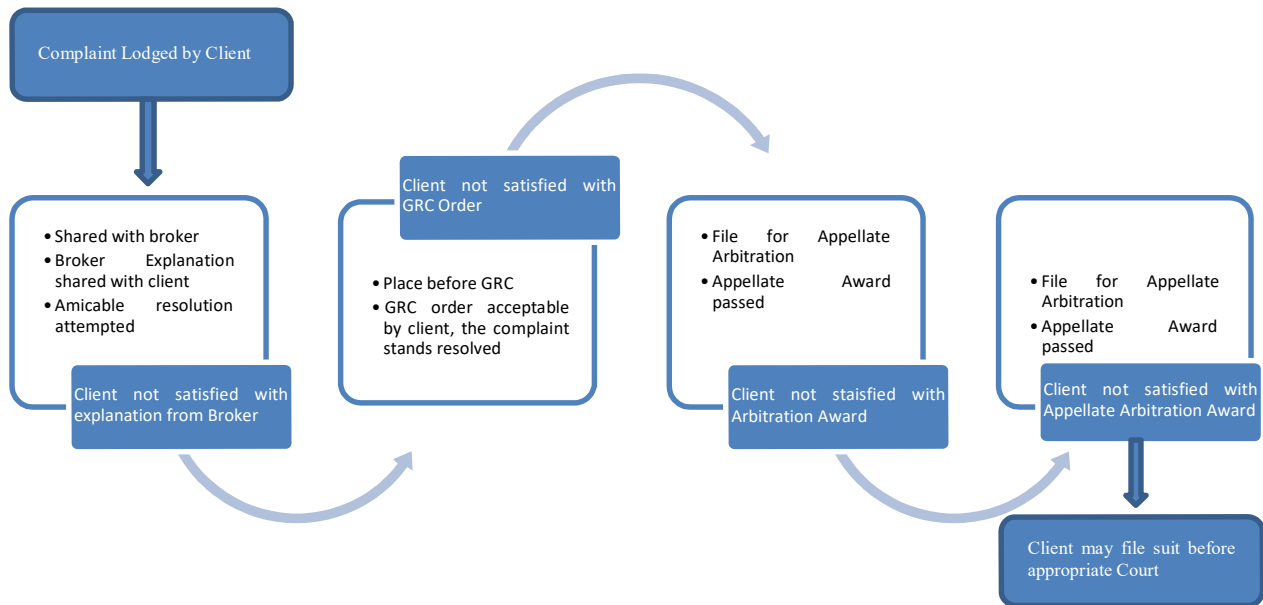 Complaint Lodged by Client
• Shared with broker
• Broker Explanation
shared with client
• Amicable resolution
attempted
Client not satisfied with
explanation from Broker
Client not satisfied with
GRC Order
• Place before GRC
• GRC order acceptable
by client, the complaint
stands resolved
• File for Appellate
Arbitration
• Appellate Award
passed
Client not staisfied with
Arbitration Award
• File for Appellate
Arbitration
• Appellate Award
passed
Client not satisfied with
Appellate Arbitration Award
Client may file suit before
appropriate Court